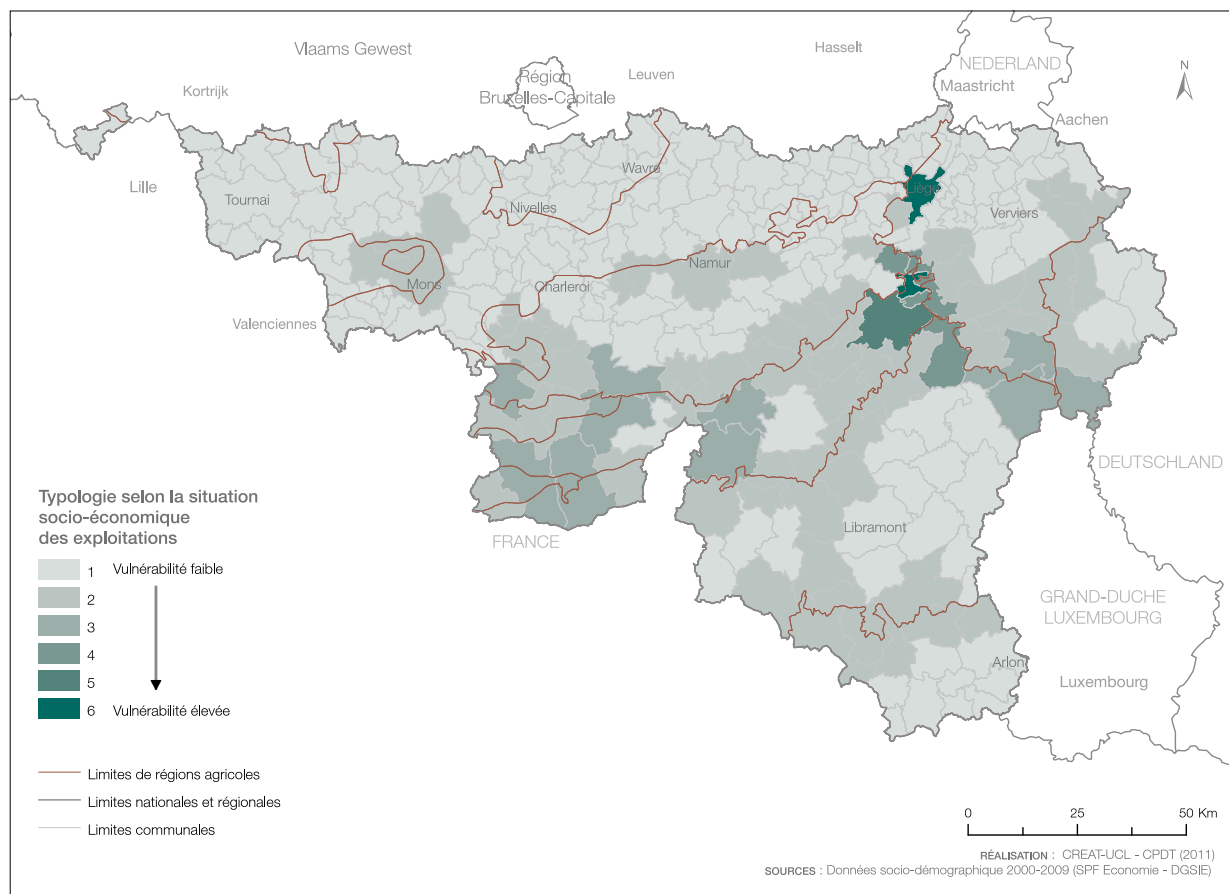 Vlaams Gewest
Hasselt
NEDERLAND
Région
Bruxelles-Capitale
Leuven
Maastricht
N
Kortrijk
Aachen
Lille
Tournai
Wavre
Liège
Nivelles
Verviers
Namur
Mons
Charleroi
Valenciennes
DEUTSCHLAND
Typologie selon la situation
socio-économique
des exploitations
1 Vulnérabilité faible
2
3
4
5
6 Vulnérabilité élevée
FRANCE
Libramont
GRAND-DUCHE
LUXEMBOURG
Arlon
Luxembourg
Limites de régions agricoles
Limites nationales et régionales
Limites communales
0 25 50 Km
RÉALISATION : CREAT-UCL - CPDT (2011)
SOURCES : Données socio-démographique 2000-2009 (SPF Economie - DGSIE)